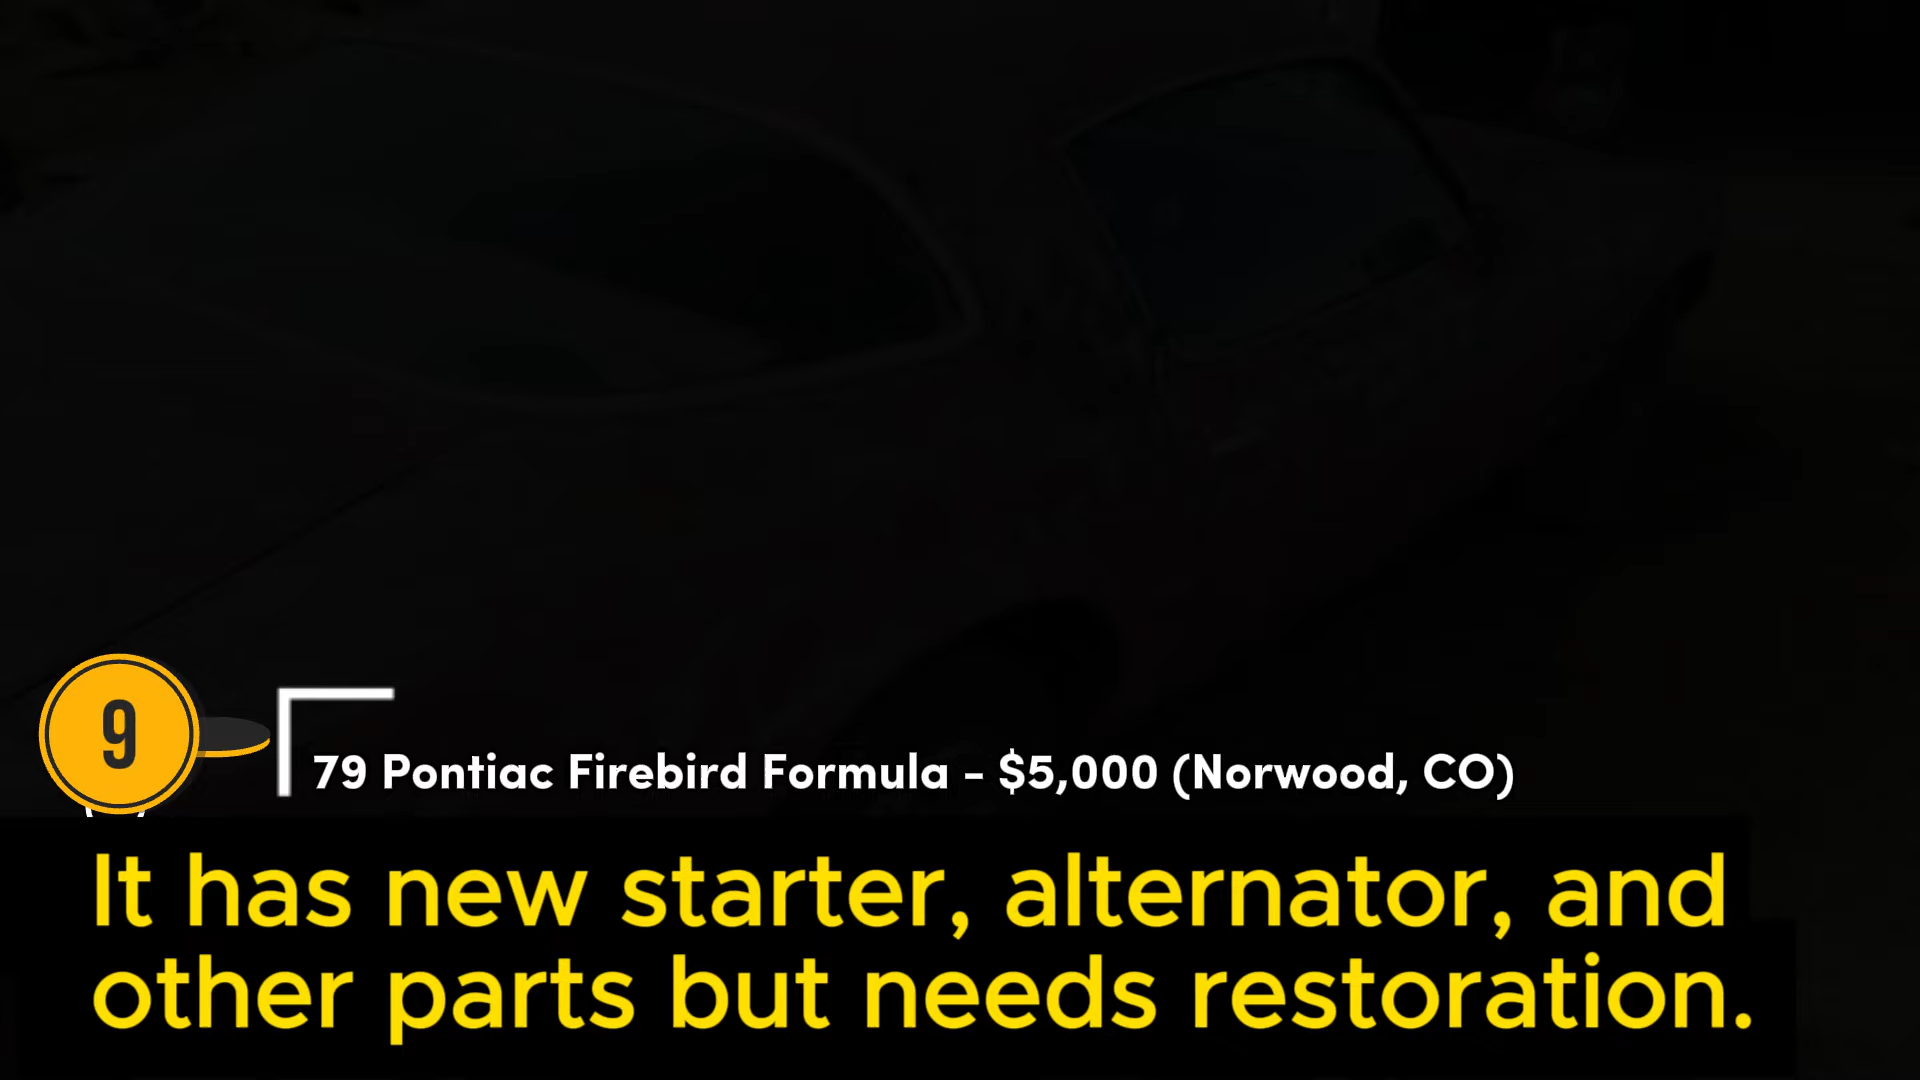 9
79 Pontiac Firebird Formula - $5,000 (Norwood, CO)
It has new starter, alternator, and
other parts but needs restoration.